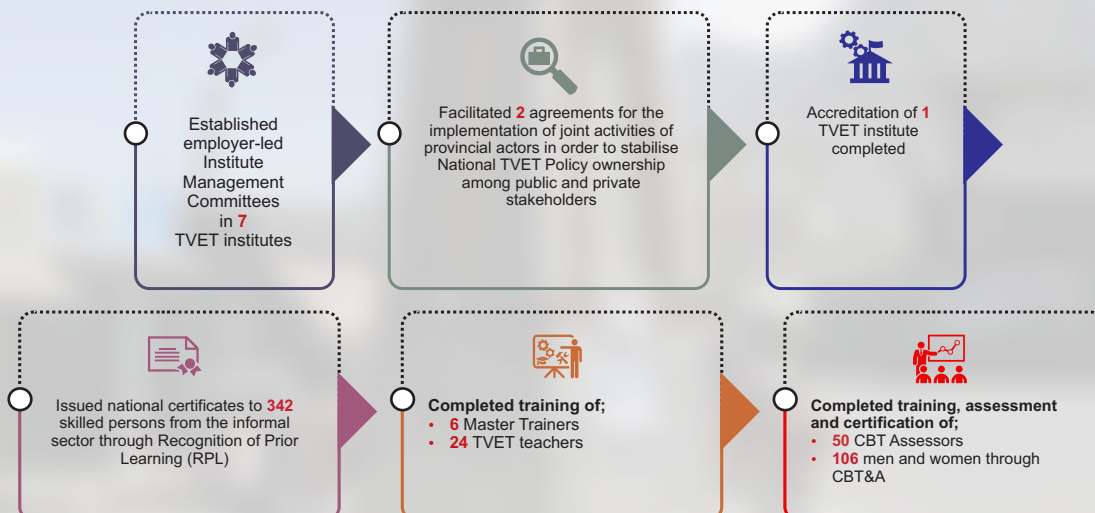 Established
employer-led
Institute
Management
Committees
in 7
TVET institutes
Facilitated 2 agreements for the
implementation of joint activities of
provincial actors in order to stabilise
National TVET Policy ownership
among public and private
stakeholders
Accreditation of 1
TVET institute
completed
Issued national certificates to 342
skilled persons from the informal
sector through Recognition of Prior
Learning (RPL)
Completed training of;
• 6 Master Trainers
• 24 TVET teachers
Completed training, assessment
and certification of;
• 50 CBT Assessors
• 106 men and women through
CBT&A